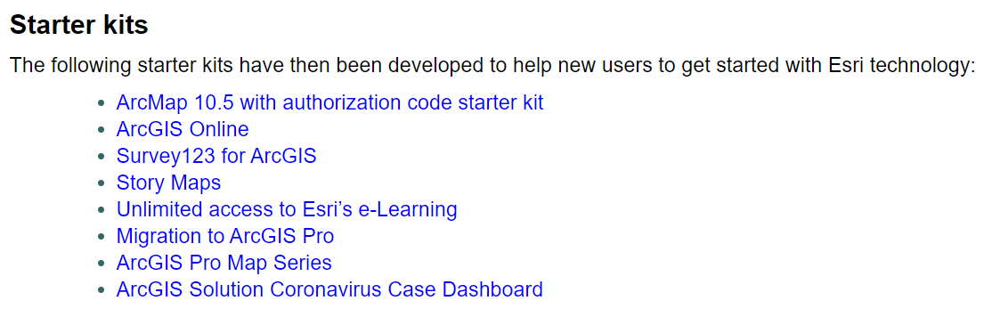 Starter kits
The following starter kits have then been developed to help new users to get started with Esri technology:
• ArcMap 10.5 with authorization code starter kit
• ArcGIS Online
• Survey123 for ArcGIS
• Story Maps
• Unlimited access to Esri’s e-Learning
• Migration to ArcGIS Pro
• ArcGIS Pro Map Series
• ArcGIS Solution Coronavirus Case Dashboard